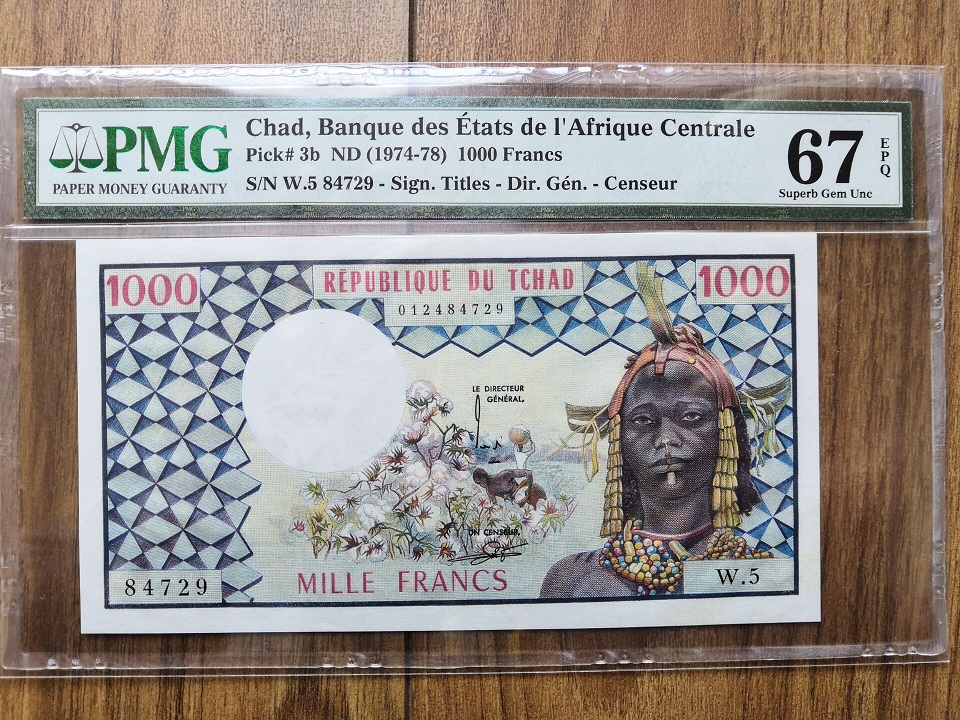 PMG
PAPER MONEY GUARANTY
Chad, Banque des États de l'Afrique Centrale
Pick# 3b ND (1974-78) 1000 Francs
S/N W.5 84729 - Sign. Titles - Dir. Gén. - Censeur
67
EPQ
Superb Gem Unc
1000
RÉPUBLIQUE DU TCHAD
1000
012484729
LE DIRECTEUR
GÉNÉRAL,
UN CENSEUR,
84729
MILLE FRANCS
W.5